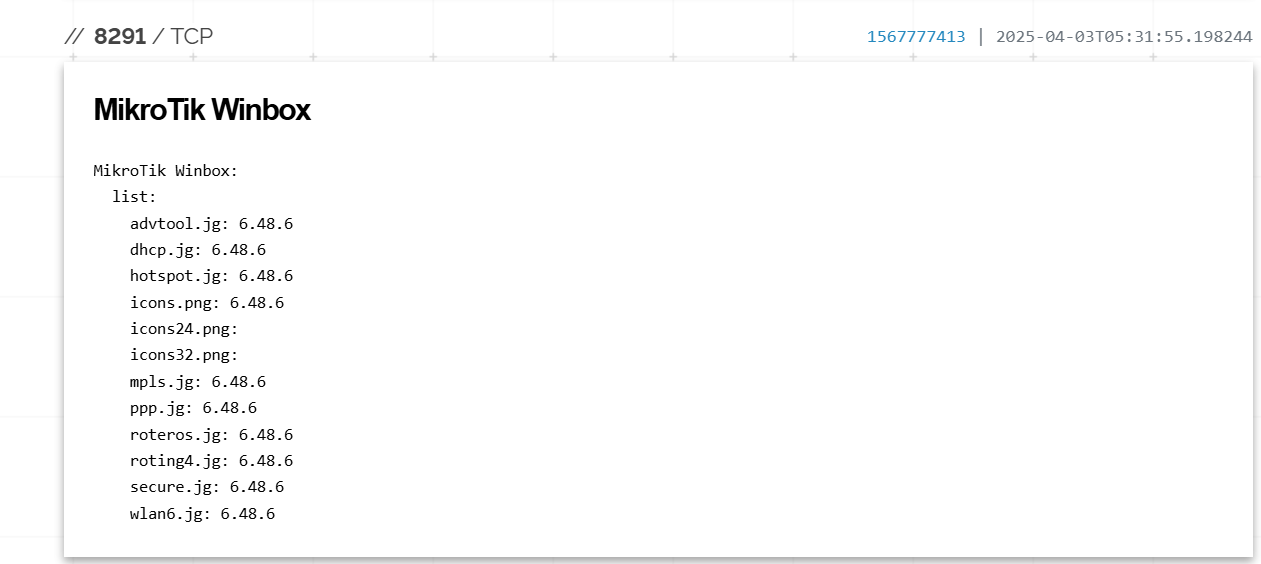 // 8291 / TCP
1567777413 | 2025-04-03T05:31:55.198244
MikroTik Winbox
MikroTik Winbox:
  list:
    advtool.jg: 6.48.6
    dhcp.jg: 6.48.6
    hotspot.jg: 6.48.6
    icons.png: 6.48.6
    icons24.png:
    icons32.png:
    mpls.jg: 6.48.6
    ppp.jg: 6.48.6
    roteros.jg: 6.48.6
    roting4.jg: 6.48.6
    secure.jg: 6.48.6
    wlan6.jg: 6.48.6